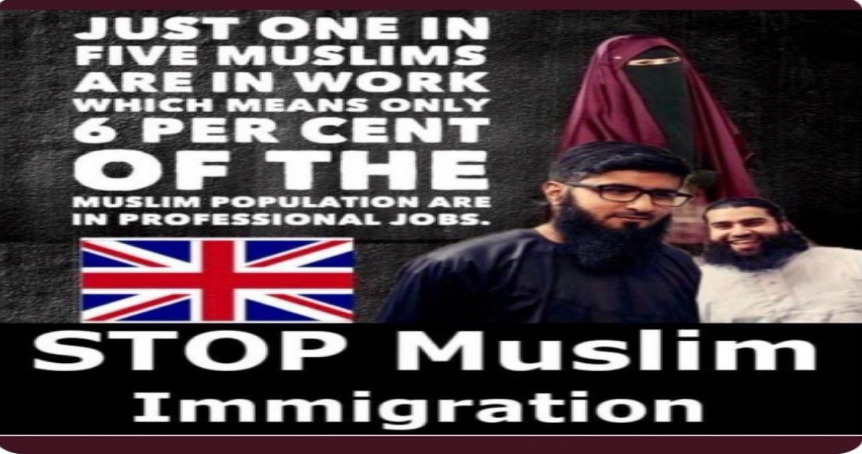 JUST ONE IN
FIVE MUSLIMS
ARE IN WORK
WHICH MEANS ONLY
6 PER CENT
OF THE
MUSLIM POPULATION ARE
IN PROFESSIONAL JOBS.
STOP Muslim
Immigration